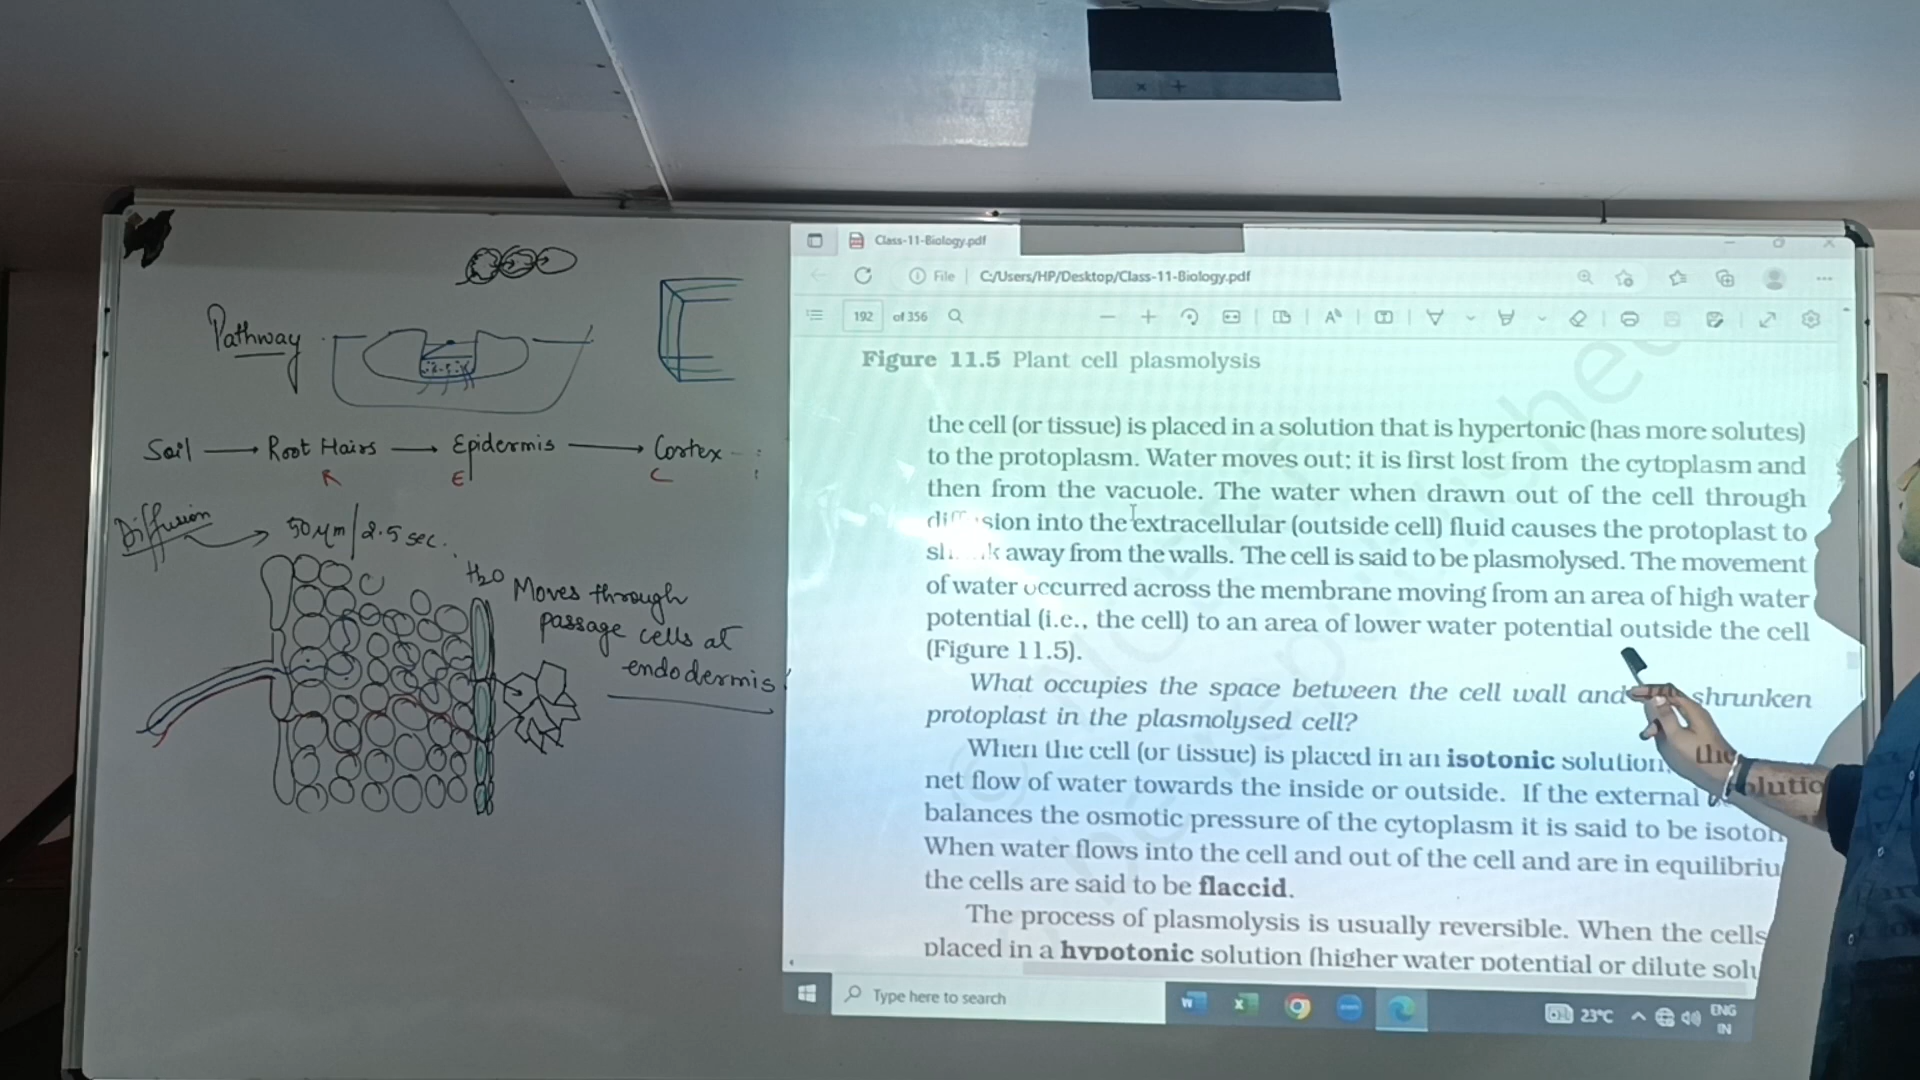 Pathway
Soil → Root Hairs → Epidermis → Cortex
R E C
Diffusion → 50 μm / 2.5 sec.
H2O Moves through
passage cells at
endodermis
Class-11-Biology.pdf
File | C:/Users/HP/Desktop/Class-11-Biology.pdf
192 of 356
Figure 11.5 Plant cell plasmolysis
the cell (or tissue) is placed in a solution that is hypertonic (has more solutes)
to the protoplasm. Water moves out; it is first lost from the cytoplasm and
then from the vacuole. The water when drawn out of the cell through
sion into the extracellular (outside cell) fluid causes the protoplast to
k away from the walls. The cell is said to be plasmolysed. The movement
of water occurred across the membrane moving from an area of high water
potential (i.e., the cell) to an area of lower water potential outside the cell
(Figure 11.5).
What occupies the space between the cell wall and shrunken
protoplast in the plasmolysed cell?
When the cell (or tissue) is placed in an isotonic solution, the
net flow of water towards the inside or outside. If the external solutio
balances the osmotic pressure of the cytoplasm it is said to be isoton
When water flows into the cell and out of the cell and are in equilibriu
the cells are said to be flaccid.
The process of plasmolysis is usually reversible. When the cells
placed in a hypotonic solution (higher water potential or dilute solu
Type here to search
23°C
ENG
IN